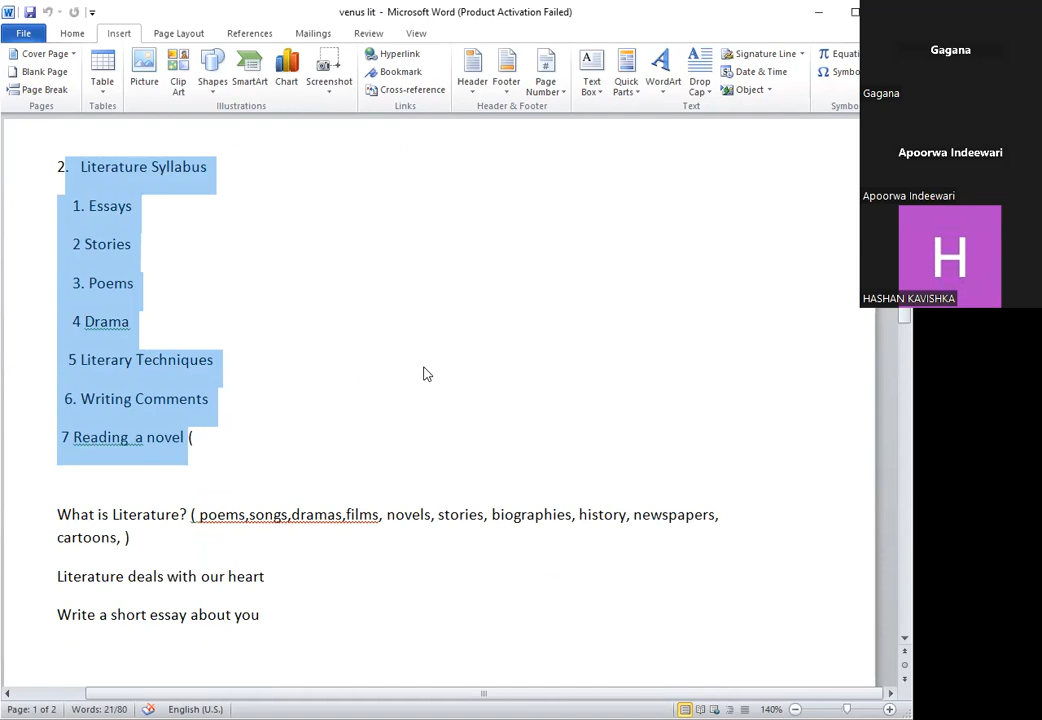 venus lit - Microsoft Word (Product Activation Failed)
File Home Insert Page Layout References Mailings Review View
Cover Page
Blank Page
Page Break
Pages
Table
Tables
Picture Clip Art Shapes SmartArt Chart Screenshot
Illustrations
Hyperlink
Bookmark
Cross-reference
Links
Header Footer Page Number
Header & Footer
Text Box Quick Parts WordArt Drop Cap
Signature Line
Date & Time
Object
Text
Equati
Symbo
Symbo
Gagana
Gagana
Apoorwa Indeewari
Apoorwa Indeewari
H
HASHAN KAVISHKA
2. Literature Syllabus
1. Essays
2 Stories
3. Poems
4 Drama
5 Literary Techniques
6. Writing Comments
7 Reading a novel (
What is Literature? ( poems,songs,dramas,films, novels, stories, biographies, history, newspapers,
cartoons, )
Literature deals with our heart
Write a short essay about you
Page: 1 of 2 Words: 21/80 English (U.S.) 140%